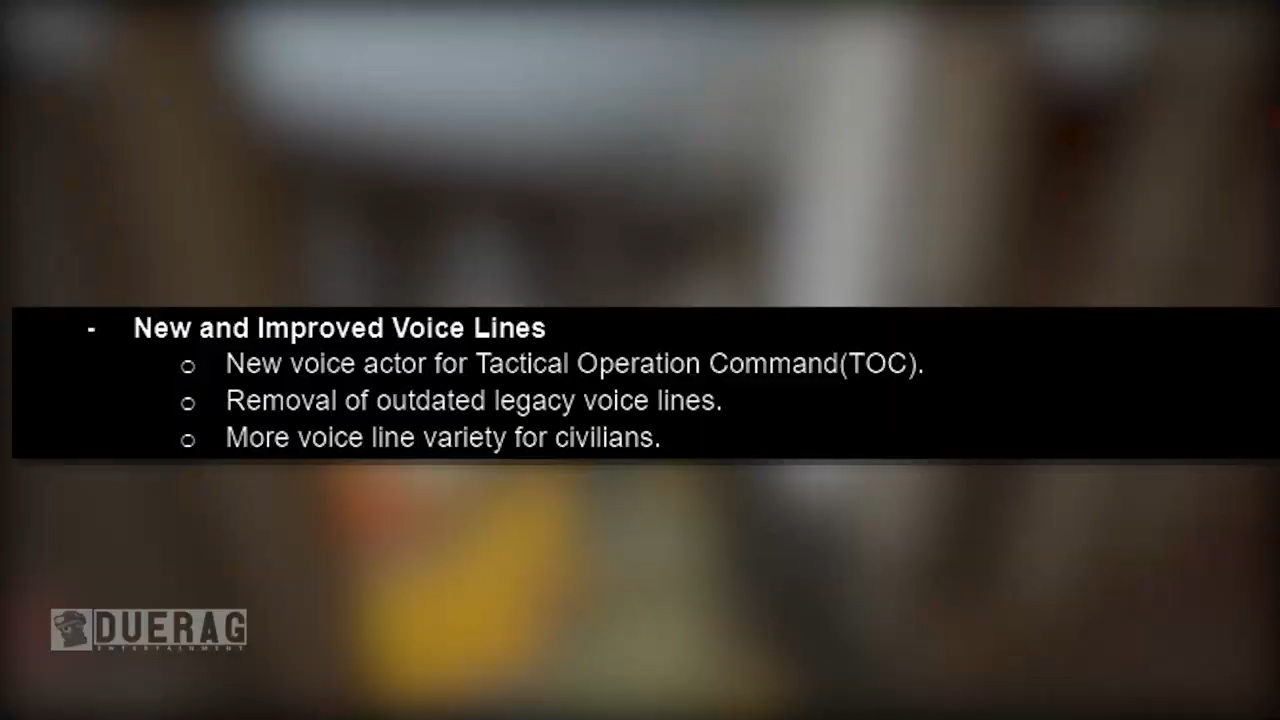 - New and Improved Voice Lines
o New voice actor for Tactical Operation Command(TOC).
o Removal of outdated legacy voice lines.
o More voice line variety for civilians.
DUERAG
ENTERTAINMENT